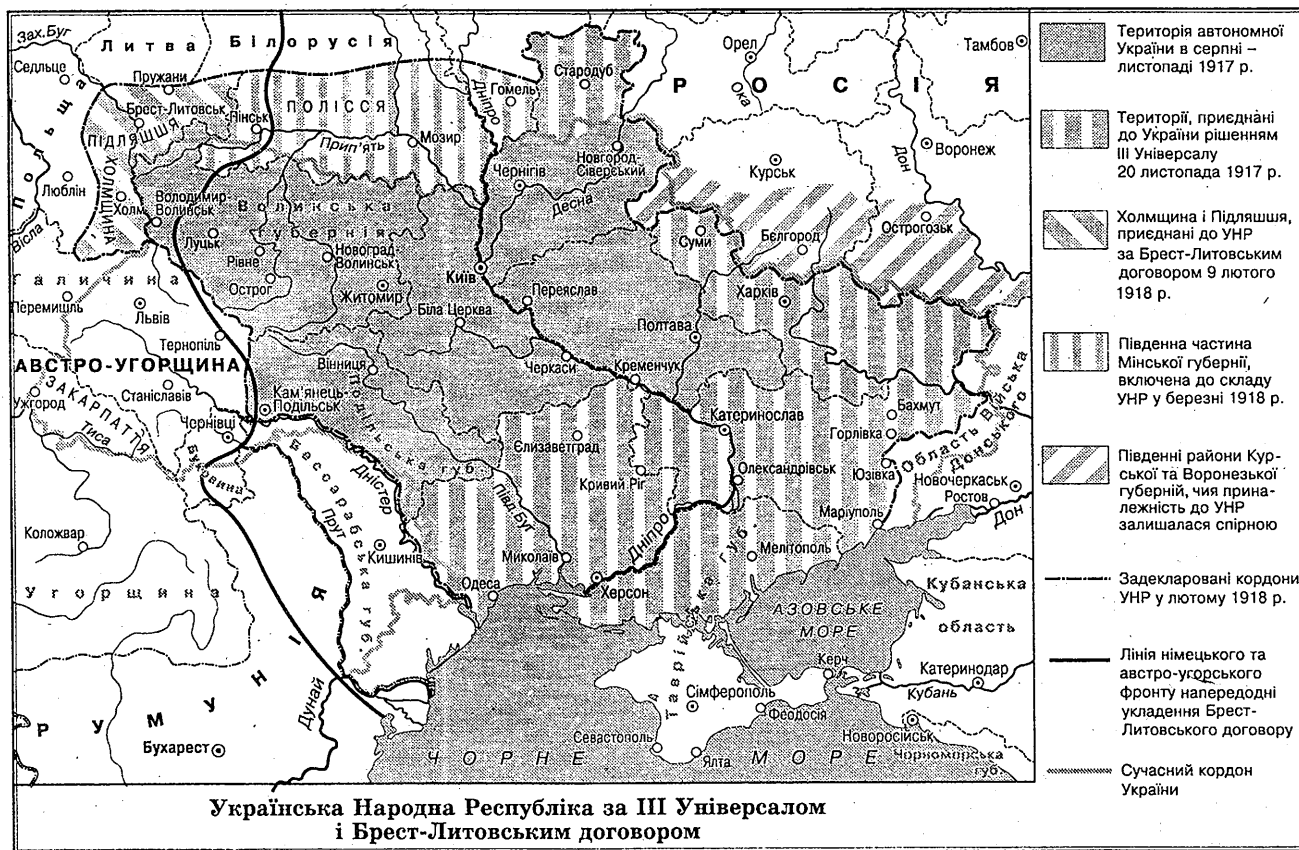 Зах.Буг
Литва
Білорусія
Седльце
Пружани
Брест-Литовськ
Пінськ
ПОЛІССЯ
Мозир
Гомель
Стародуб
Дніпро
Орел
Ока
Тамбов
РОСІЯ
Дон
Воронеж
Польща
ПІДЛЯШШЯ
ХОЛМЩИНА
Люблін
Холм
Вісла
Прип'ять
Чернігів
Десна
Новгород-
Сіверський
Курськ
Володимир-
Волинськ
Волинська
губернія
Луцьк
Рівне
Острог
Новоград-
Волинськ
Житомир
Київ
Переяслав
Суми
Бєлгород
Острогозьк
Харків
Галичина
Перемишль
Львів
Тернопіль
Біла Церква
Полтава
АВСТРО-УГОРЩИНА
Вінниця
Черкаси
Кременчук
ЗАКАРПАТТЯ
Ужгород
Станіславів
Кам'янець-
Подільськ
Подільська губ.
Тиса
Чернівці
Буковина
Бессарабська губ.
Дністер
Прут
Єлизаветград
Катеринослав
Бахмут
Горлівка
Юзівка
Область Війська
Донського
Новочеркаськ
Ростов
Дон
Кривий Ріг
Олександрівськ
Маріуполь
Півд.Буг
Коложвар
Кишинів
Миколаїв
Дніпро
Мелітополь
Угорщина
Одеса
Херсон
Таврійська губ.
АЗОВСЬКЕ
МОРЕ
Кубанська
область
Керч
Катеринодар
Кубань
РУМУНІЯ
Дунай
Бухарест
Сімферополь
Феодосія
Севастополь
Ялта
Новоросійськ
Чорноморська
губ.
ЧОРНЕ МОРЕ
Українська Народна Республіка за III Універсалом
і Брест-Литовським договором
Територія автономної
України в серпні –
листопаді 1917 р.
Території, приєднані
до України рішенням
III Універсалу
20 листопада 1917 р.
Холмщина і Підляшшя,
приєднані до УНР
за Брест-Литовським
договором 9 лютого
1918 р.
Південна частина
Мінської губернії,
включена до складу
УНР у березні 1918 р.
Південні райони Кур-
ської та Воронезької
губерній, чия прина-
лежність до УНР
залишалася спірною
Задекларовані кордони
УНР у лютому 1918 р.
Лінія німецького та
австро-угорського
фронту напередодні
укладення Брест-
Литовського договору
Сучасний кордон
України